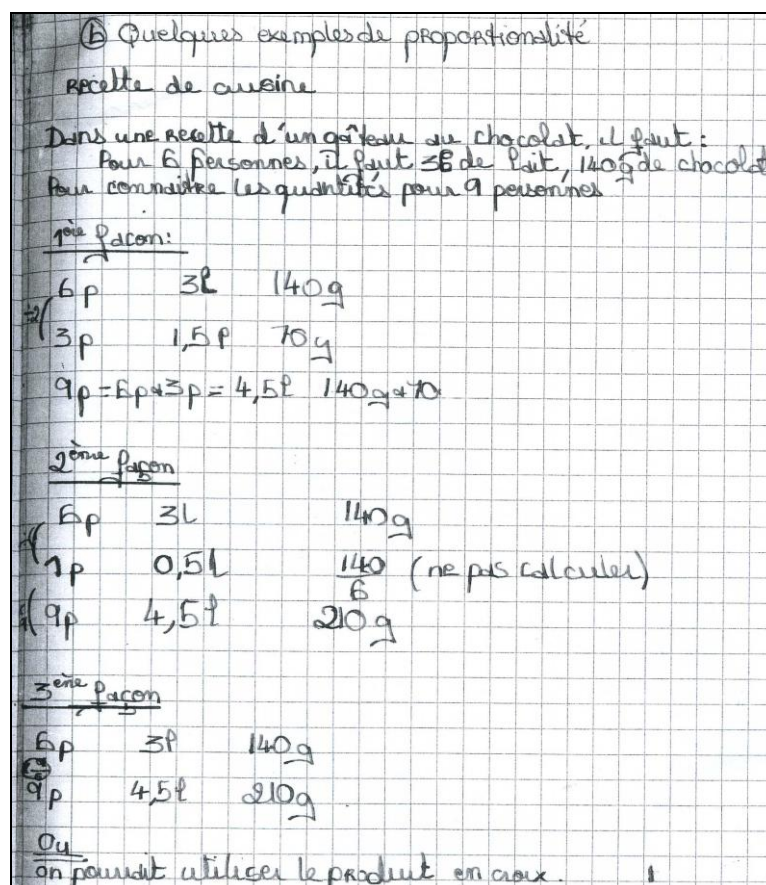 b Quelques exemples de proportionalité
Recette de cuisine
Dans une recette d'un gâteau au chocolat, il faut :
Pour 6 personnes, il faut 3l de lait, 140g de chocolat
Pour connaitre les quantités pour 9 personnes
1ère façon:
6p 3l 140g
÷2
3p 1,5l 70g
9p = 6p+3p = 4,5l 140g+70
2ème façon
6p 3L 140g
1p 0,5L 140/6 (ne pas calculer)
9p 4,5l 210g
3ème façon
6p 3l 140g
9p 4,5l 210g
Ou
on pourrait utiliser le produit en croix.